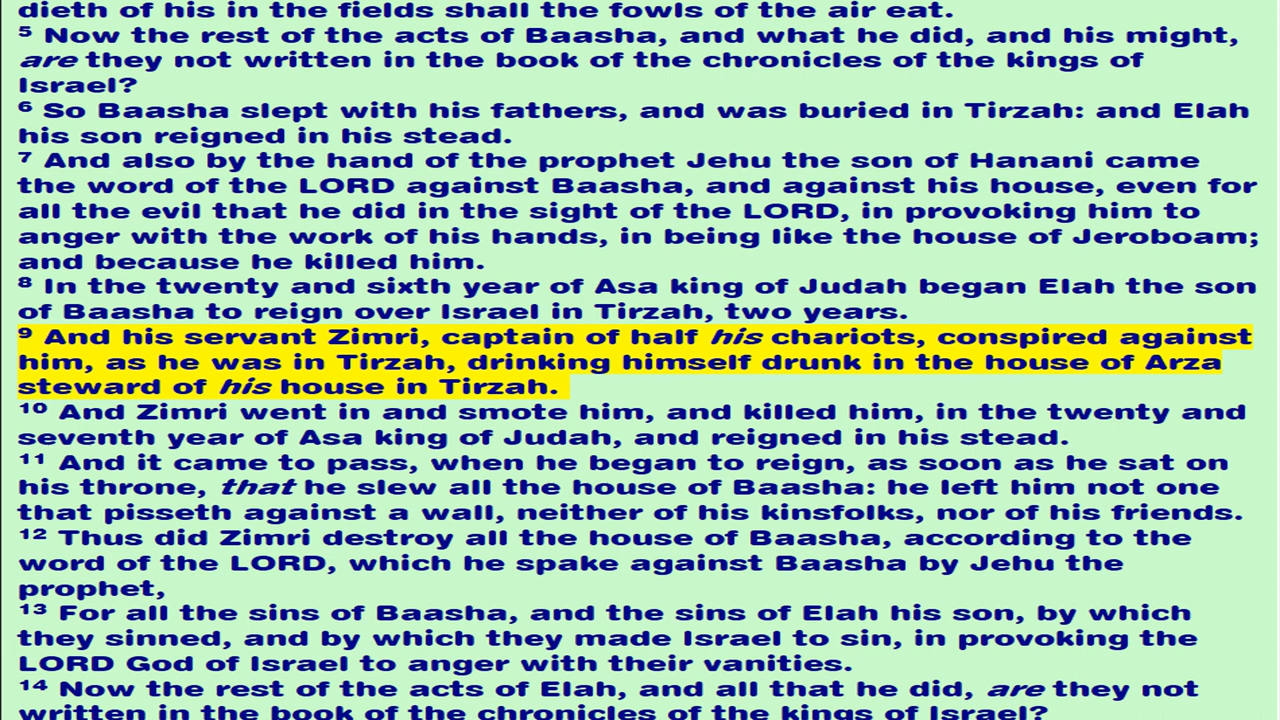 dieth of his in the fields shall the fowls of the air eat.
5 Now the rest of the acts of Baasha, and what he did, and his might,
are they not written in the book of the chronicles of the kings of
Israel?
6 So Baasha slept with his fathers, and was buried in Tirzah: and Elah
his son reigned in his stead.
7 And also by the hand of the prophet Jehu the son of Hanani came
the word of the LORD against Baasha, and against his house, even for
all the evil that he did in the sight of the LORD, in provoking him to
anger with the work of his hands, in being like the house of Jeroboam;
and because he killed him.
8 In the twenty and sixth year of Asa king of Judah began Elah the son
of Baasha to reign over Israel in Tirzah, two years.
9 And his servant Zimri, captain of half his chariots, conspired against
him, as he was in Tirzah, drinking himself drunk in the house of Arza
steward of his house in Tirzah.
10 And Zimri went in and smote him, and killed him, in the twenty and
seventh year of Asa king of Judah, and reigned in his stead.
11 And it came to pass, when he began to reign, as soon as he sat on
his throne, that he slew all the house of Baasha: he left him not one
that pisseth against a wall, neither of his kinsfolks, nor of his friends.
12 Thus did Zimri destroy all the house of Baasha, according to the
word of the LORD, which he spake against Baasha by Jehu the
prophet,
13 For all the sins of Baasha, and the sins of Elah his son, by which
they sinned, and by which they made Israel to sin, in provoking the
LORD God of Israel to anger with their vanities.
14 Now the rest of the acts of Elah, and all that he did, are they not
written in the book of the chronicles of the kings of Israel?